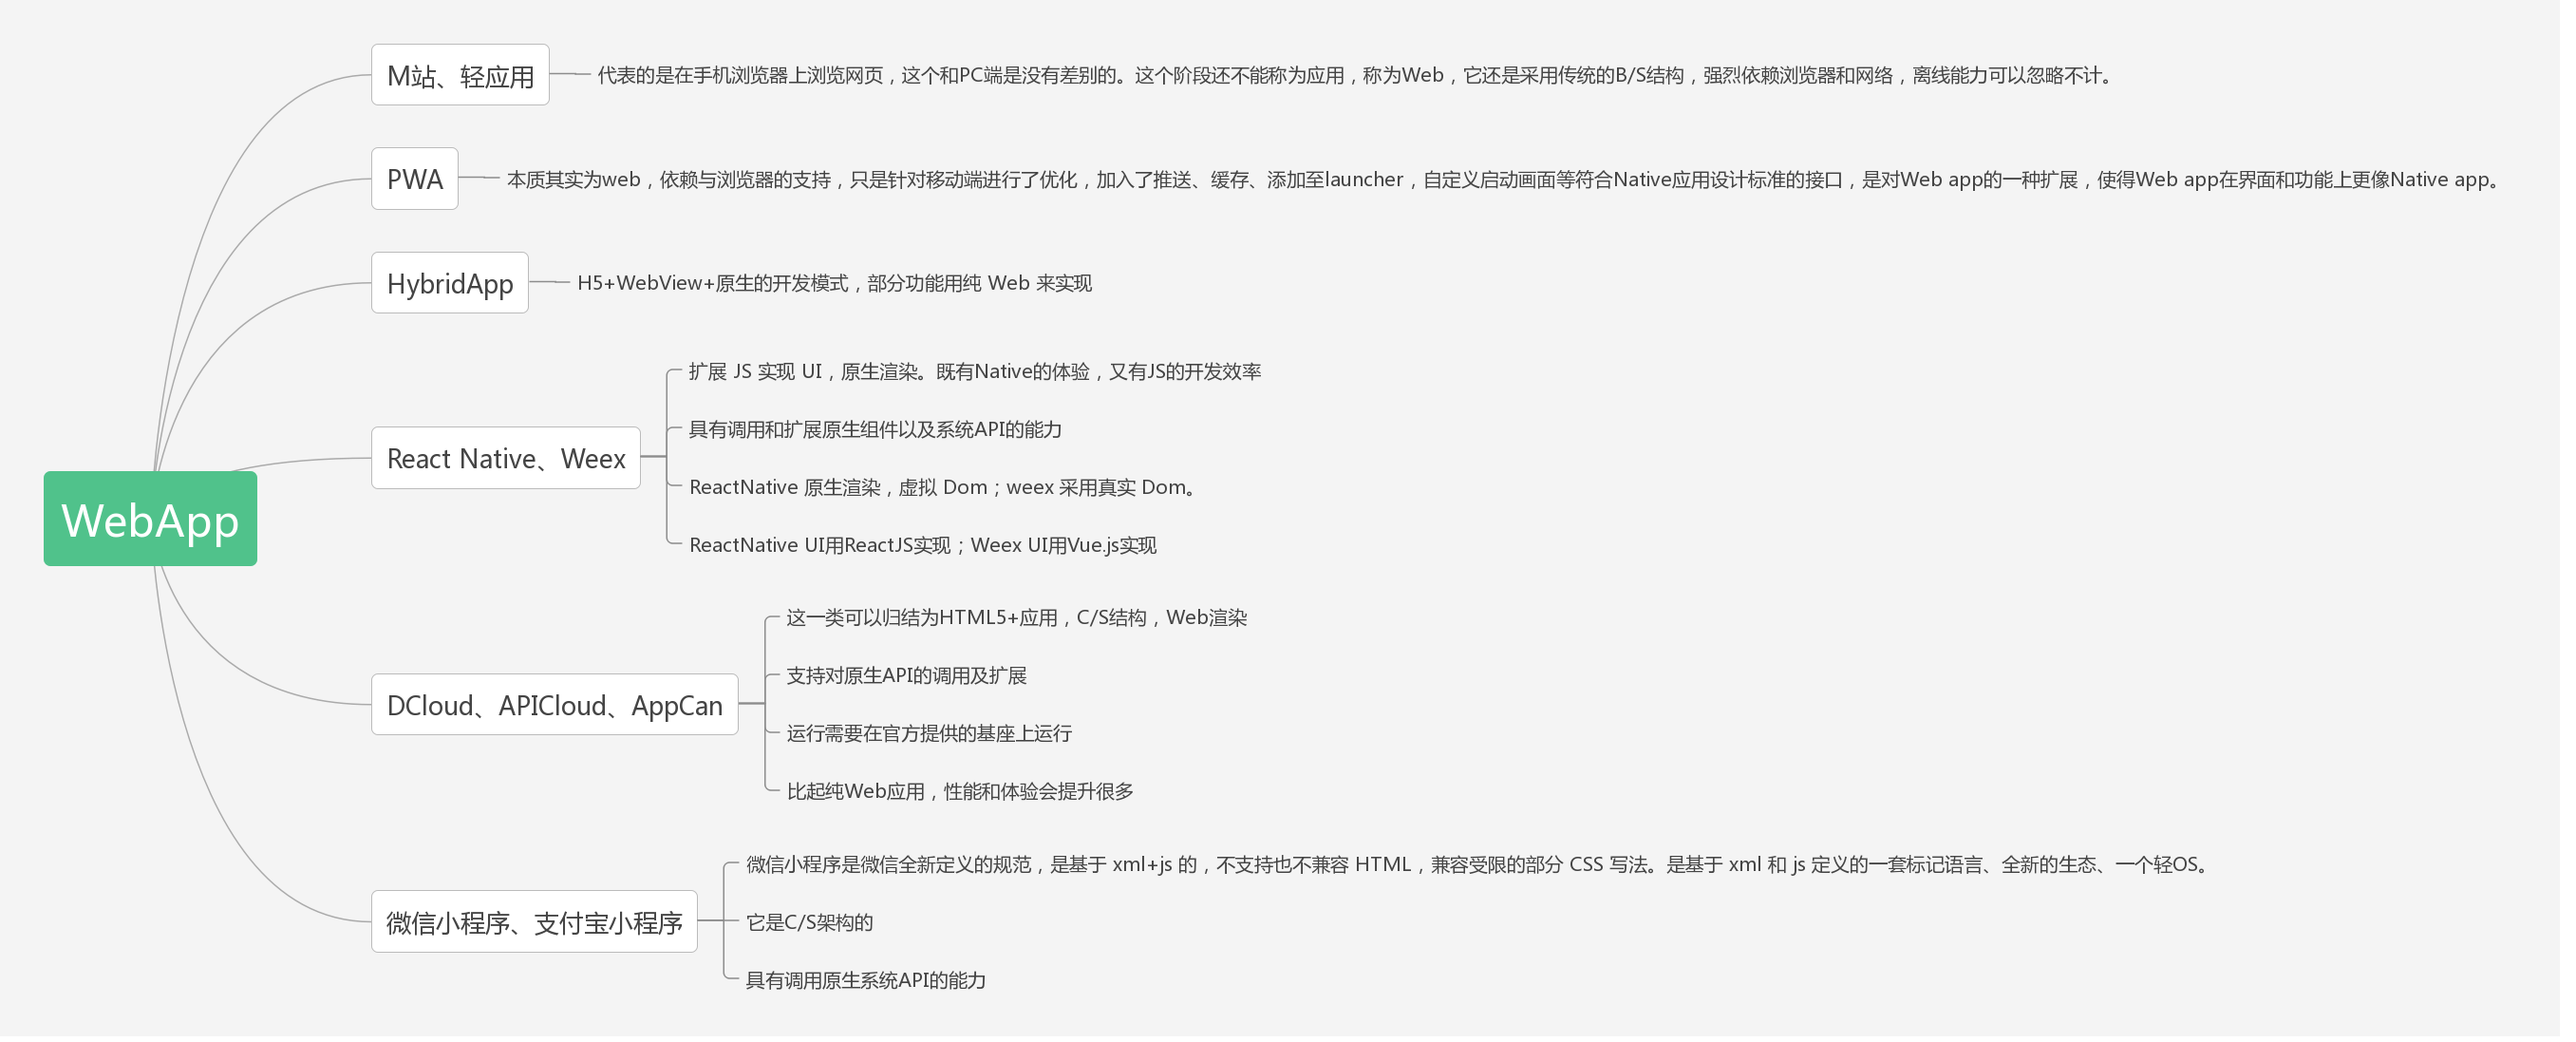 WebApp
M站、轻应用
代表的是在手机浏览器上浏览网页，这个和PC端是没有差别的。这个阶段还不能称为应用，称为Web，它还是采用传统的B/S结构，强烈依赖浏览器和网络，离线能力可以忽略不计。
PWA
本质其实为web，依赖与浏览器的支持，只是针对移动端进行了优化，加入了推送、缓存、添加至launcher，自定义启动画面等符合Native应用设计标准的接口，是对Web app的一种扩展，使得Web app在界面和功能上更像Native app。
HybridApp
H5+WebView+原生的开发模式，部分功能用纯 Web 来实现
React Native、Weex
扩展 JS 实现 UI，原生渲染。既有Native的体验，又有JS的开发效率
具有调用和扩展原生组件以及系统API的能力
ReactNative 原生渲染，虚拟 Dom；weex 采用真实 Dom。
ReactNative UI用ReactJS实现；Weex UI用Vue.js实现
DCloud、APICloud、AppCan
这一类可以归结为HTML5+应用，C/S结构，Web渲染
支持对原生API的调用及扩展
运行需要在官方提供的基座上运行
比起纯Web应用，性能和体验会提升很多
微信小程序、支付宝小程序
微信小程序是微信全新定义的规范，是基于 xml+js 的，不支持也不兼容 HTML，兼容受限的部分 CSS 写法。是基于 xml 和 js 定义的一套标记语言、全新的生态、一个轻OS。
它是C/S架构的
具有调用原生系统API的能力